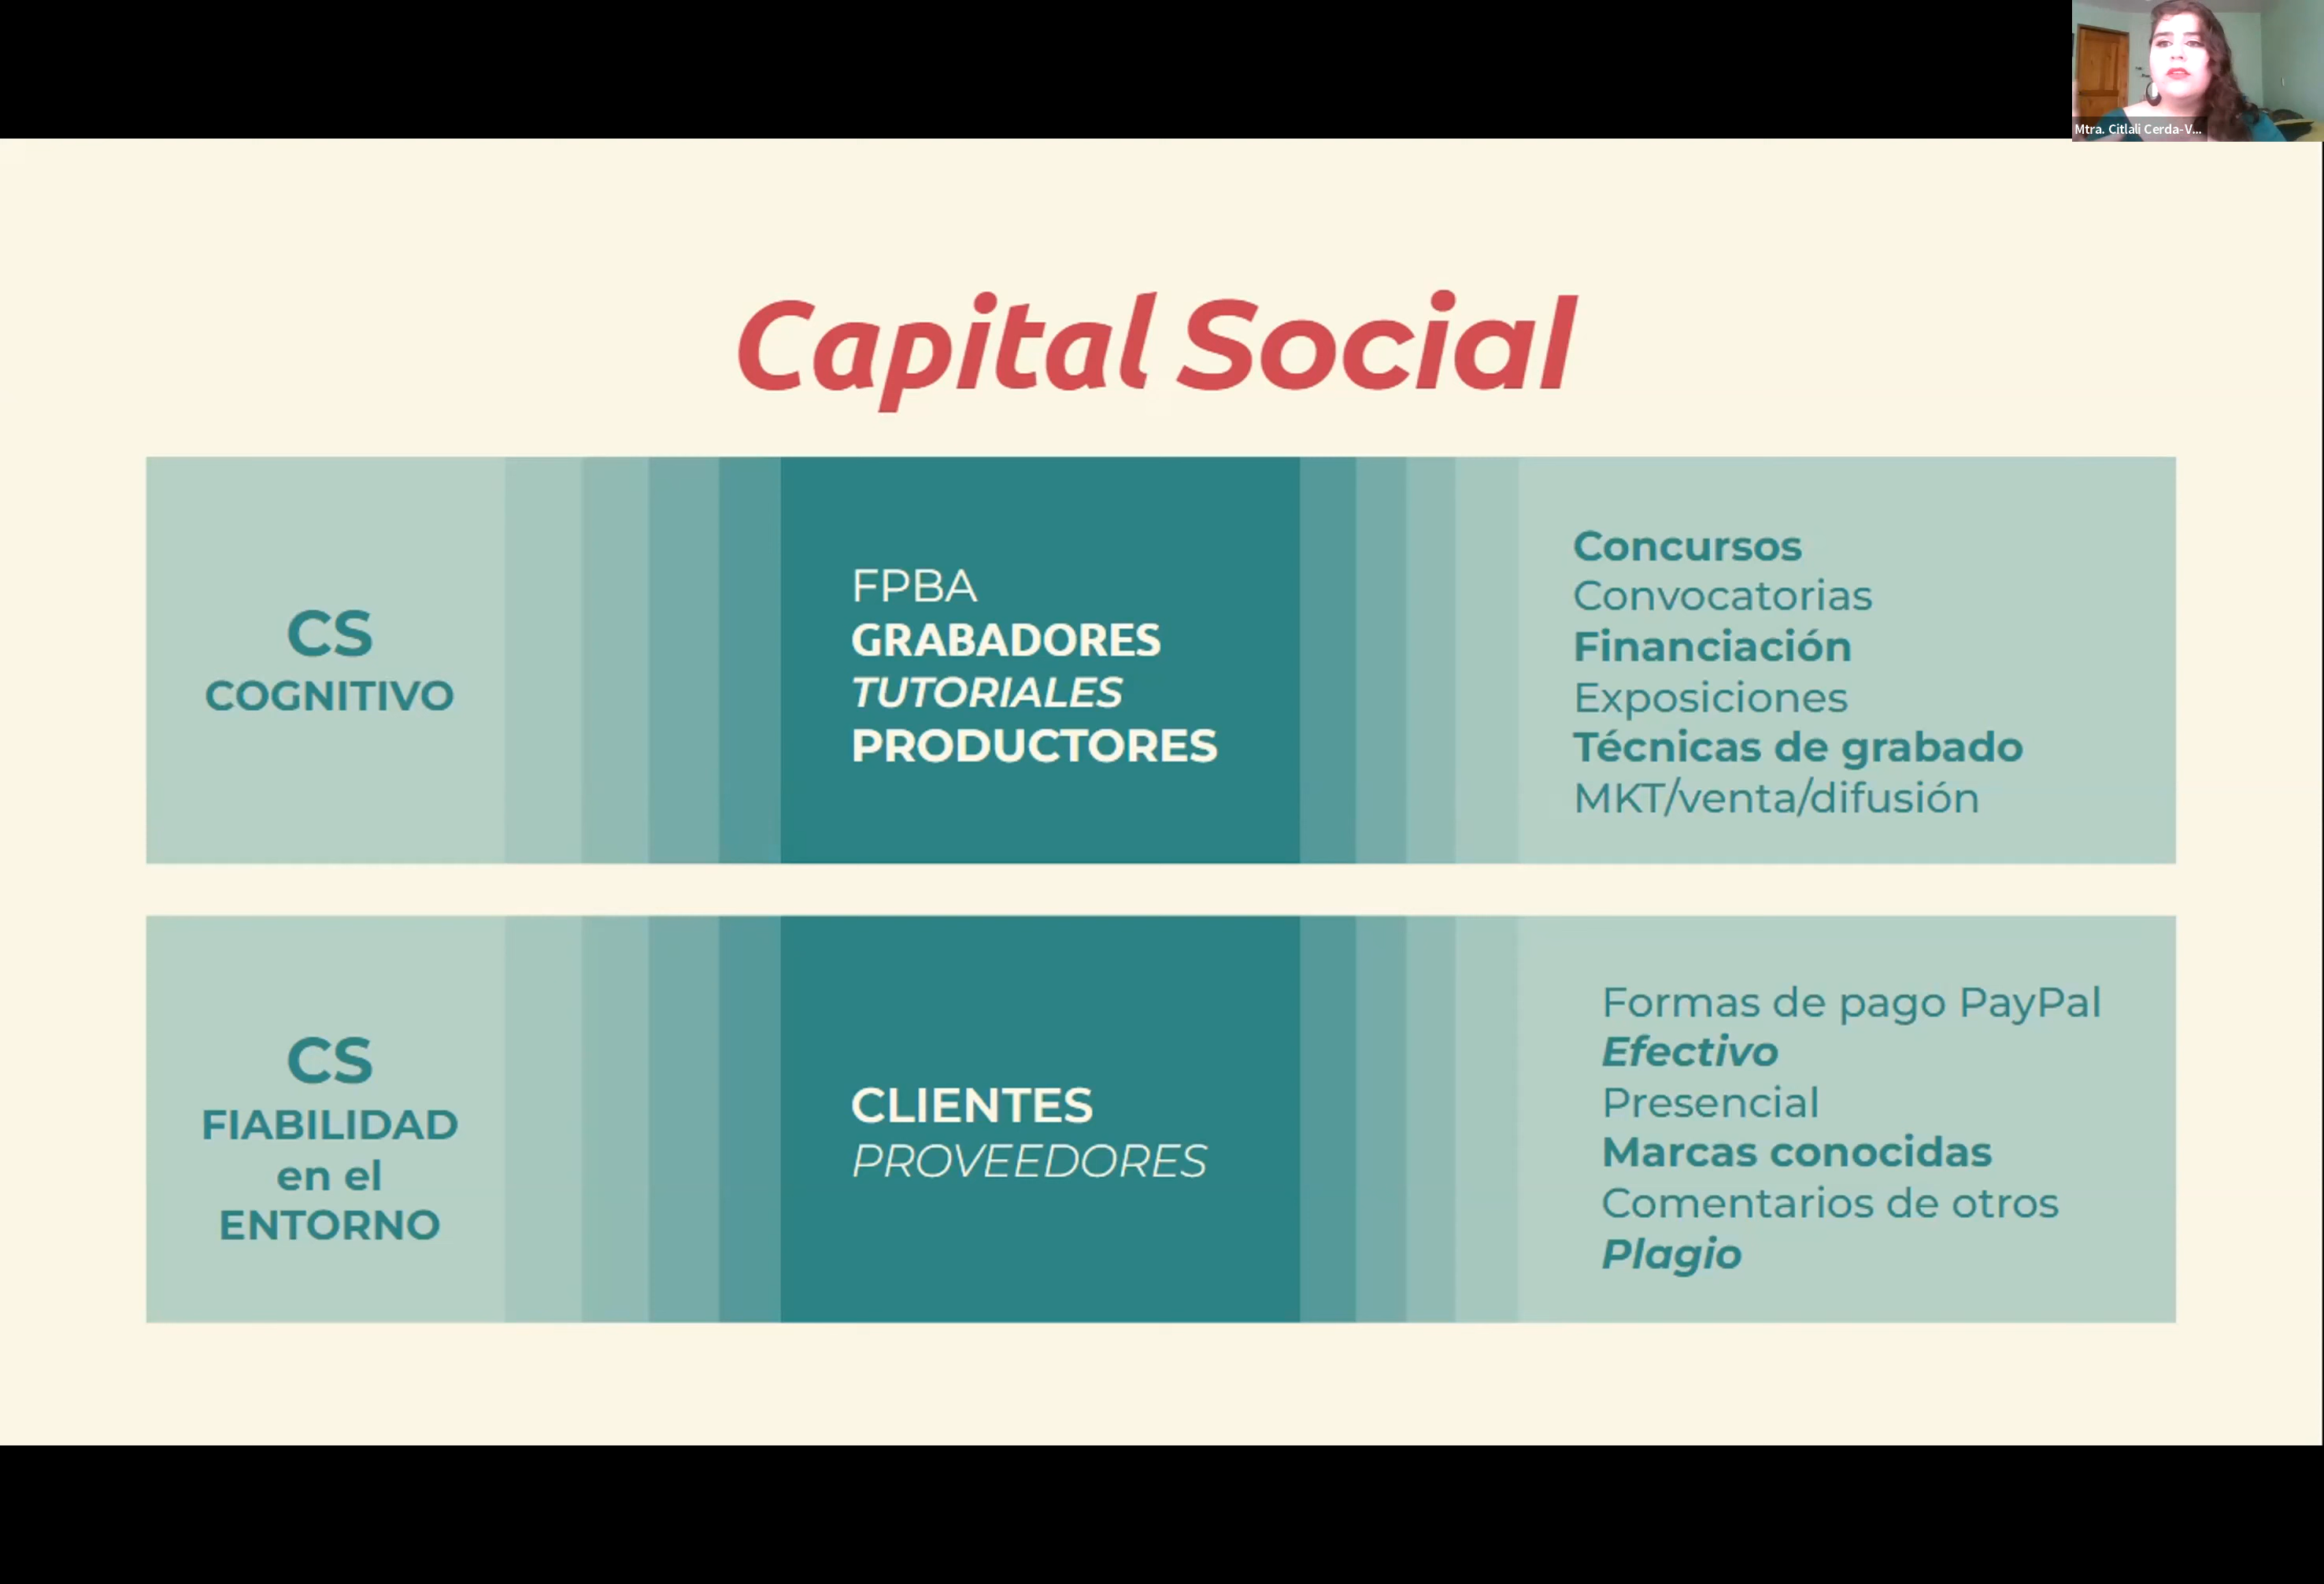 Mtra. Citlali Cerda-V...
Capital Social
CS
COGNITIVO
FPBA
GRABADORES
TUTORIALES
PRODUCTORES
Concursos
Convocatorias
Financiación
Exposiciones
Técnicas de grabado
MKT/venta/difusión
CS
FIABILIDAD
en el
ENTORNO
CLIENTES
PROVEEDORES
Formas de pago PayPal
Efectivo
Presencial
Marcas conocidas
Comentarios de otros
Plagio